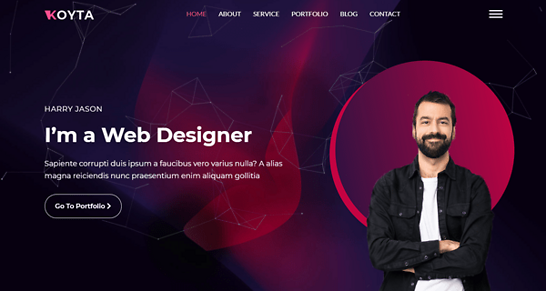 KOYTA
HOME ABOUT SERVICE PORTFOLIO BLOG CONTACT
HARRY JASON
I'm a Web Designer
Sapiente corrupti duis ipsum a faucibus vero varius nulla? A alias
magna reiciendis nunc praesentium enim aliquam gollitia
Go To Portfolio